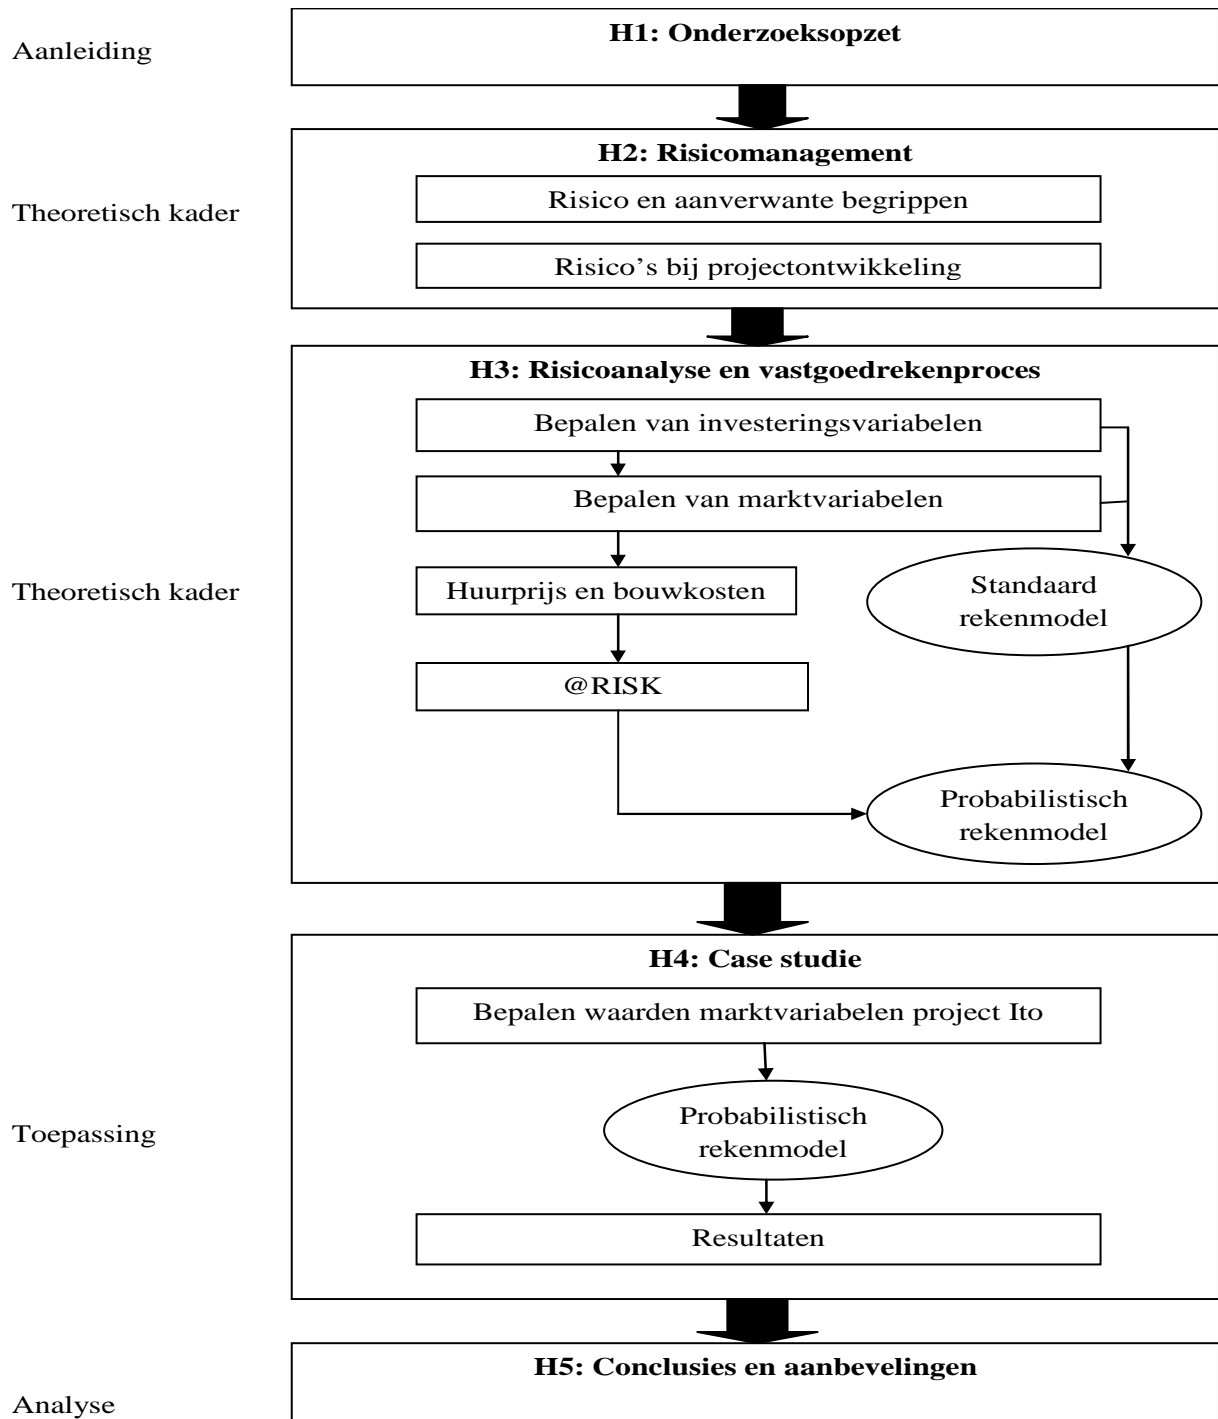 Aanleiding
H1: Onderzoeksopzet
Theoretisch kader
H2: Risicomanagement
Risico en aanverwante begrippen
Risico’s bij projectontwikkeling
Theoretisch kader
H3: Risicoanalyse en vastgoedrekenproces
Bepalen van investeringsvariabelen
Bepalen van marktvariabelen
Huurprijs en bouwkosten
@RISK
Standaard
rekenmodel
Probabilistisch
rekenmodel
Toepassing
H4: Case studie
Bepalen waarden marktvariabelen project Ito
Probabilistisch
rekenmodel
Resultaten
Analyse
H5: Conclusies en aanbevelingen